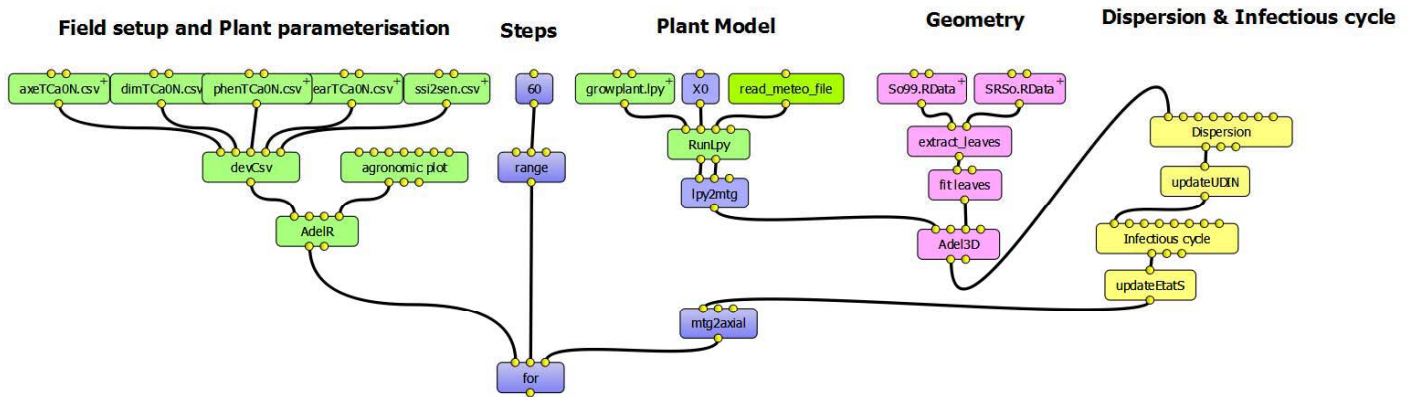 Field setup and Plant parameterisation
Steps
Plant Model
Geometry
Dispersion & Infectious cycle
axeTCa0N.csv
dimTCa0N.csv
phenTCa0N.csv
earTCa0N.csv
ssi2sen.csv
60
growplant.lpy
X0
read_meteo_file
So99.RData
SRSo.RData
devCsv
agronomic plot
range
RunLpy
extract_leaves
Dispersion
lpy2mtg
fit leaves
updateUDIN
AdelR
Adel3D
Infectious cycle
updateEtatS
mtg2axial
for